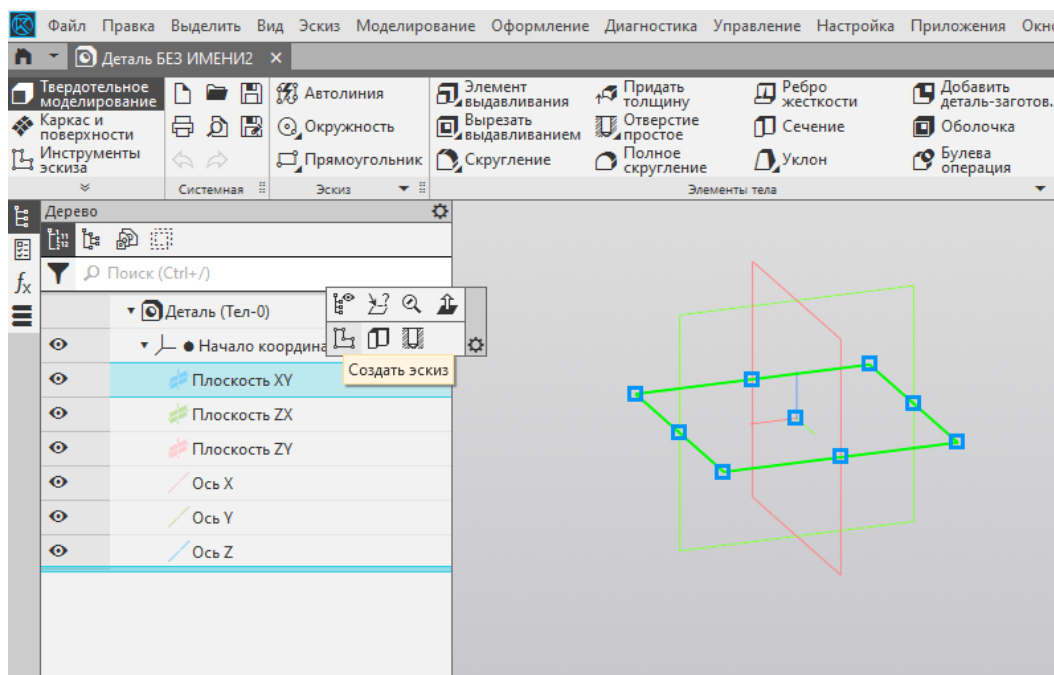 Файл Правка Выделить Вид Эскиз Моделирование Оформление Диагностика Управление Настройка Приложения Окно
Деталь БЕЗ ИМЕНИ2 ×
Твердотельное моделирование
Каркас и поверхности
Инструменты эскиза
Системная
Автолиния
Окружность
Прямоугольник
Эскиз
Элемент выдавливания
Вырезать выдавливанием
Скругление
Придать толщину
Отверстие простое
Полное скругление
Ребро жесткости
Сечение
Уклон
Добавить деталь-заготов.
Оболочка
Булева операция
Элементы тела
Дерево
fx
Поиск (Ctrl+/)
Деталь (Тел-0)
Начало координа
Создать эскиз
Плоскость XY
Плоскость ZX
Плоскость ZY
Ось X
Ось Y
Ось Z